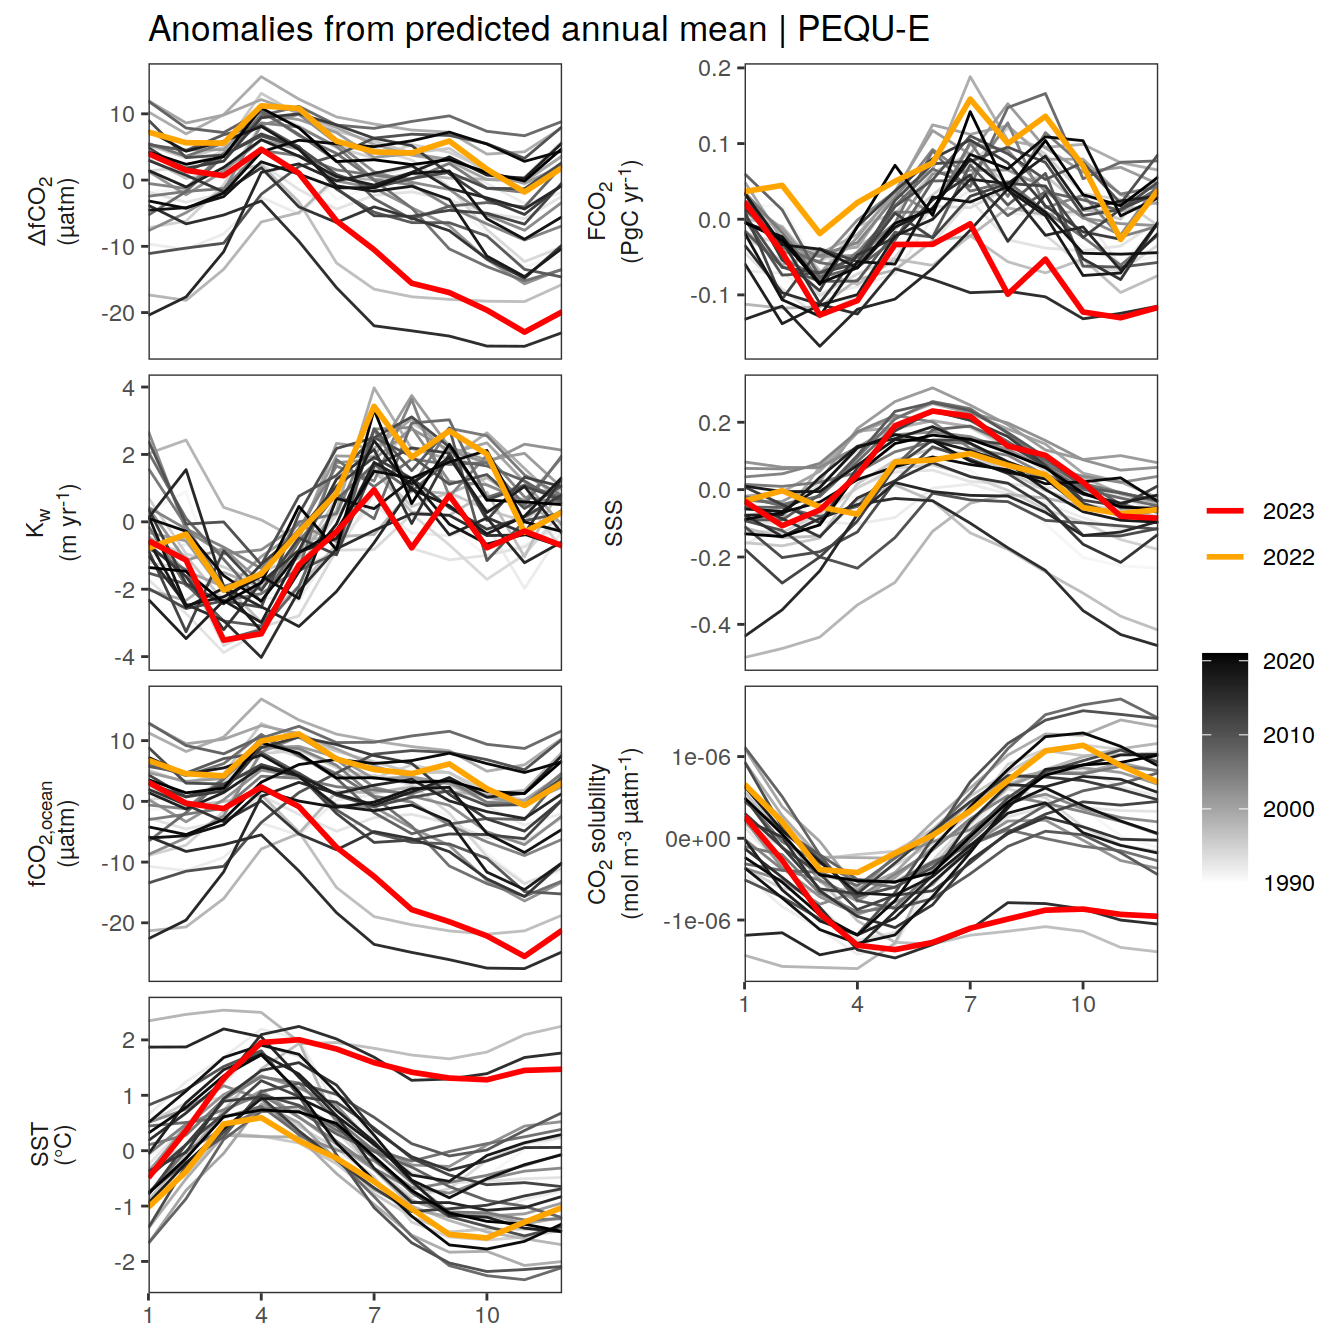 Anomalies from predicted annual mean | PEQU-E
ΔfCO2
(µatm)
10
0
-10
-20
FCO2
(PgC yr-1)
0.2
0.1
0.0
-0.1
Kw
(m yr-1)
4
2
0
-2
-4
SSS
0.2
0.0
-0.2
-0.4
2023
2022
2020
2010
2000
1990
fCO2,ocean
(µatm)
10
0
-10
-20
CO2 solubility
(mol m-3 µatm-1)
1e-06
0e+00
-1e-06
1 4 7 10
SST
(°C)
2
1
0
-1
-2
1 4 7 10